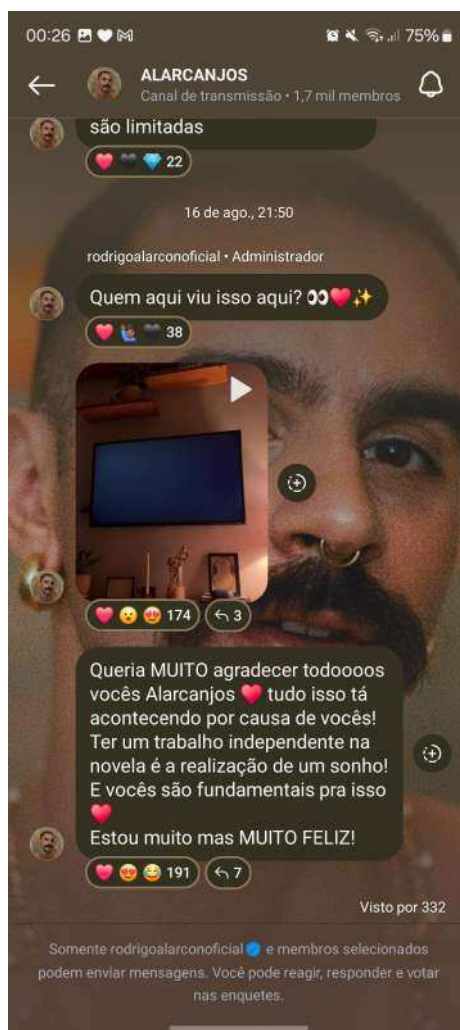 00:26
75%
ALARCANJOS
Canal de transmissão • 1,7 mil membros
são limitadas
22
16 de ago., 21:50
rodrigoalarconoficial • Administrador
Quem aqui viu isso aqui? 👀❤️✨
38
174
3
Queria MUITO agradecer todoooos
vocês Alarcanjos ❤️ tudo isso tá
acontecendo por causa de vocês!
Ter um trabalho independente na
novela é a realização de um sonho!
E vocês são fundamentais pra isso
❤️
Estou muito mas MUITO FELIZ!
191
7
Visto por 332
Somente rodrigoalarconoficial e membros selecionados
podem enviar mensagens. Você pode reagir, responder e votar
nas enquetes.